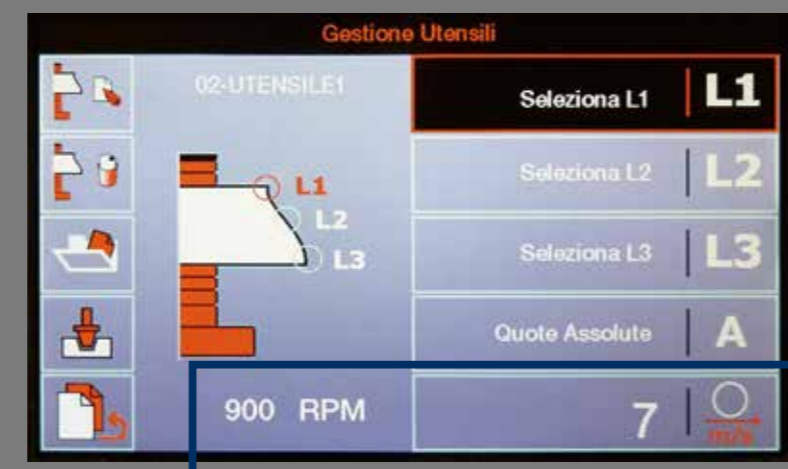 Gestione Utensili
02-UTENSILE1
L1
L2
L3
900 RPM
Seleziona L1 L1
Seleziona L2 L2
Seleziona L3 L3
Quote Assolute A
7 m/s